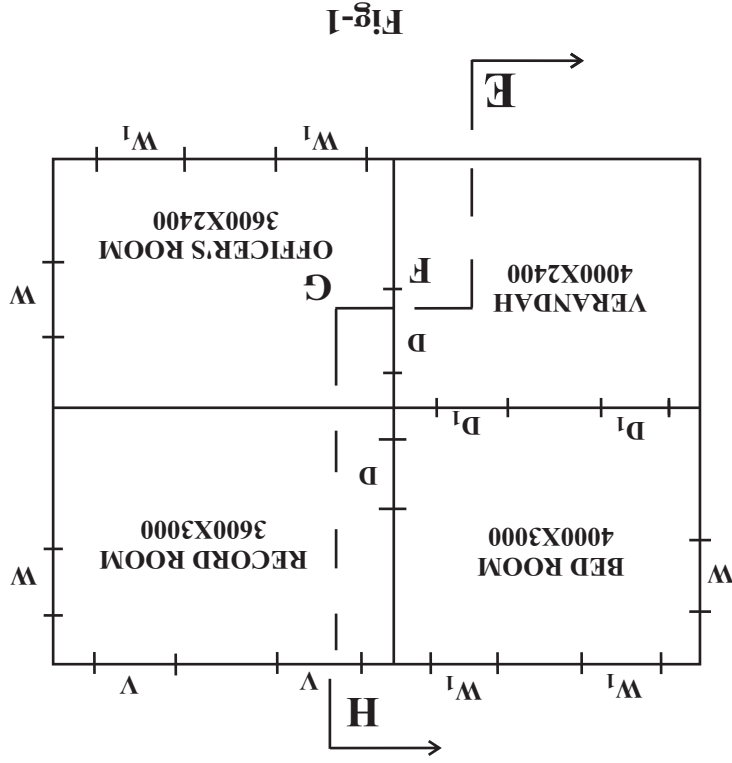 H
W1 W1 V V
W BED ROOM
4000X3000
RECORD ROOM
3600X3000
W
D
D1 D1
D
VERANDAH
4000X2400
F
G
OFFICER'S ROOM
3600X2400
W
W1 W1
E
Fig-1